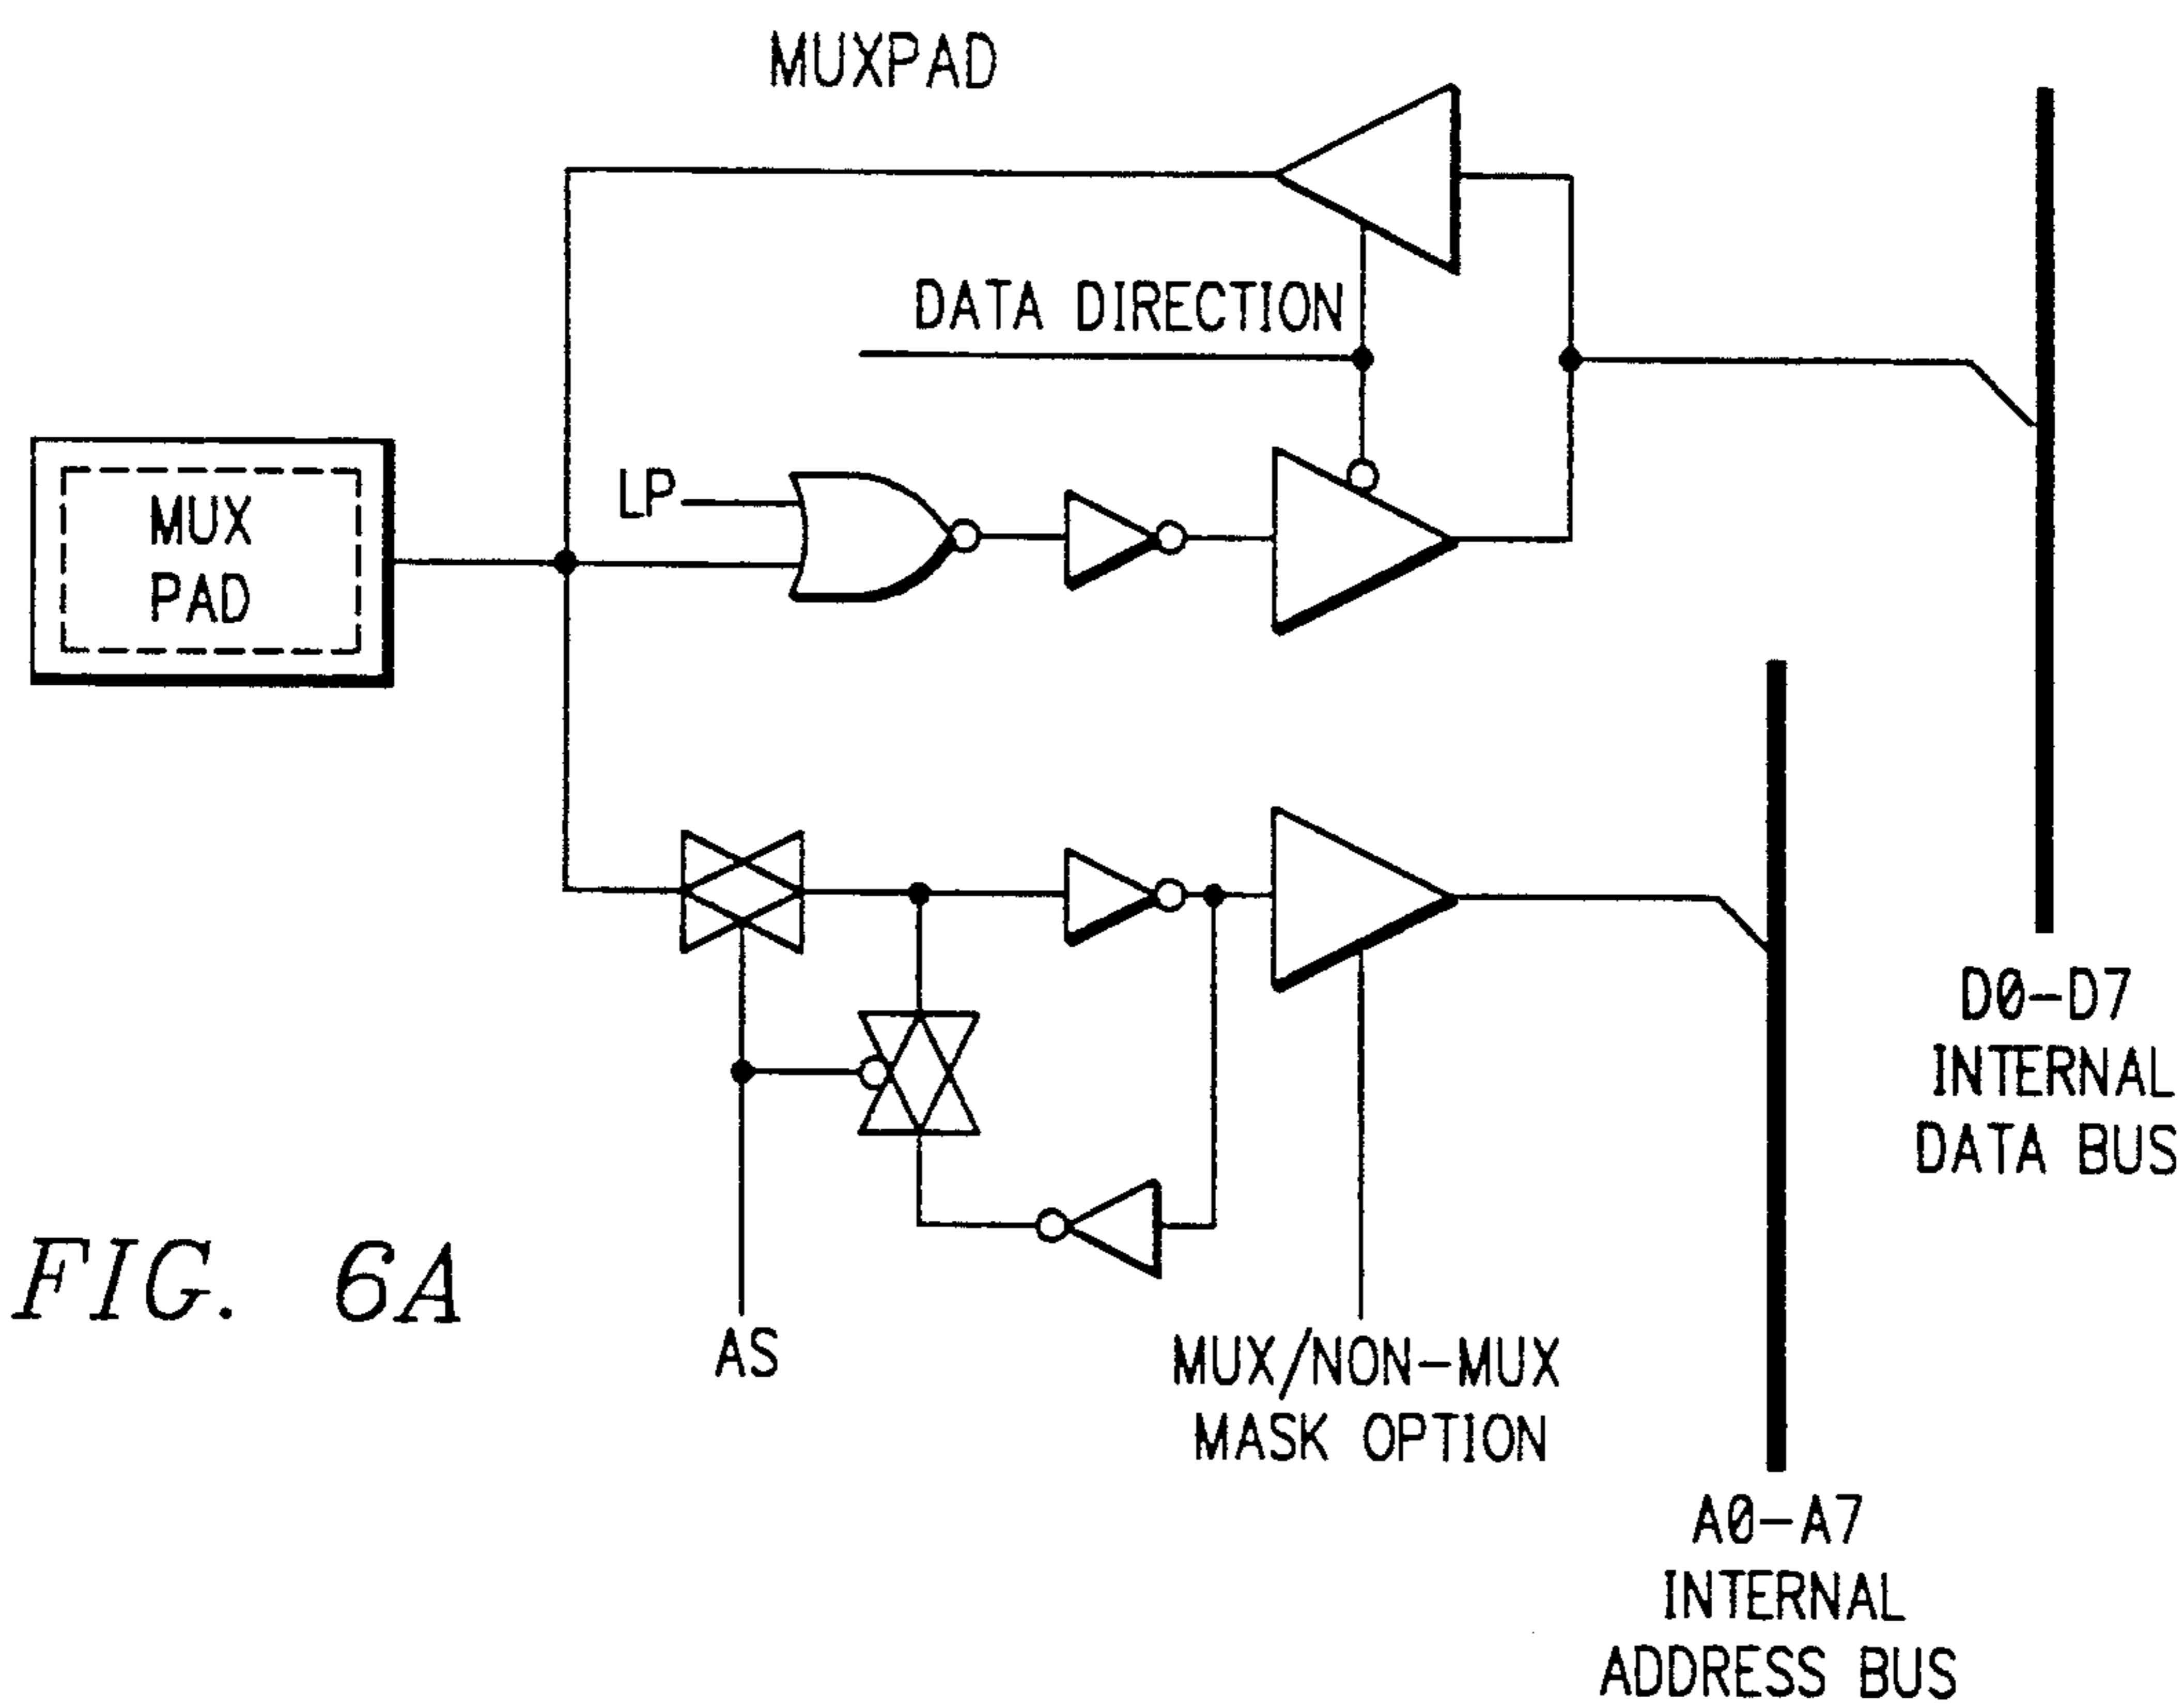 MUXPAD
DATA DIRECTION
LP
MUX
PAD
D0-D7
INTERNAL
DATA BUS
FIG. 6A
AS
MUX/NON-MUX
MASK OPTION
A0-A7
INTERNAL
ADDRESS BUS